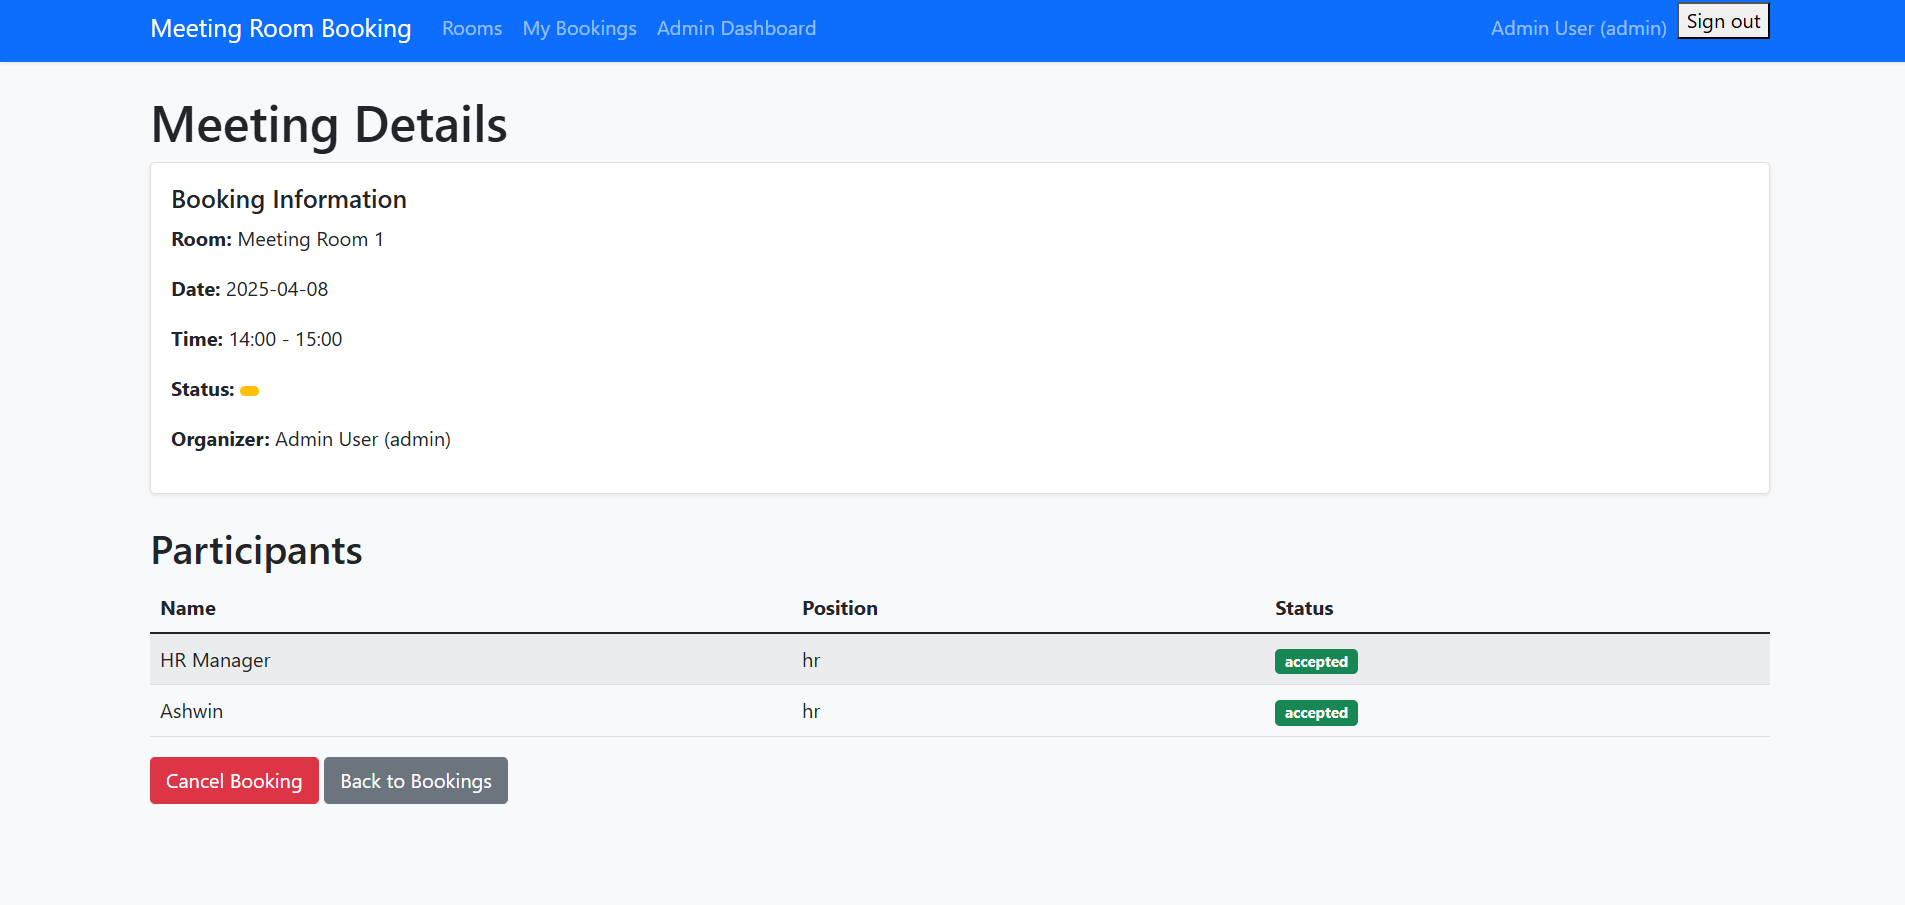 Meeting Room Booking Rooms My Bookings Admin Dashboard Admin User (admin) Sign out
Meeting Details
Booking Information
Room: Meeting Room 1
Date: 2025-04-08
Time: 14:00 - 15:00
Status:
Organizer: Admin User (admin)
Participants
Name Position Status
HR Manager hr accepted
Ashwin hr accepted
Cancel Booking Back to Bookings